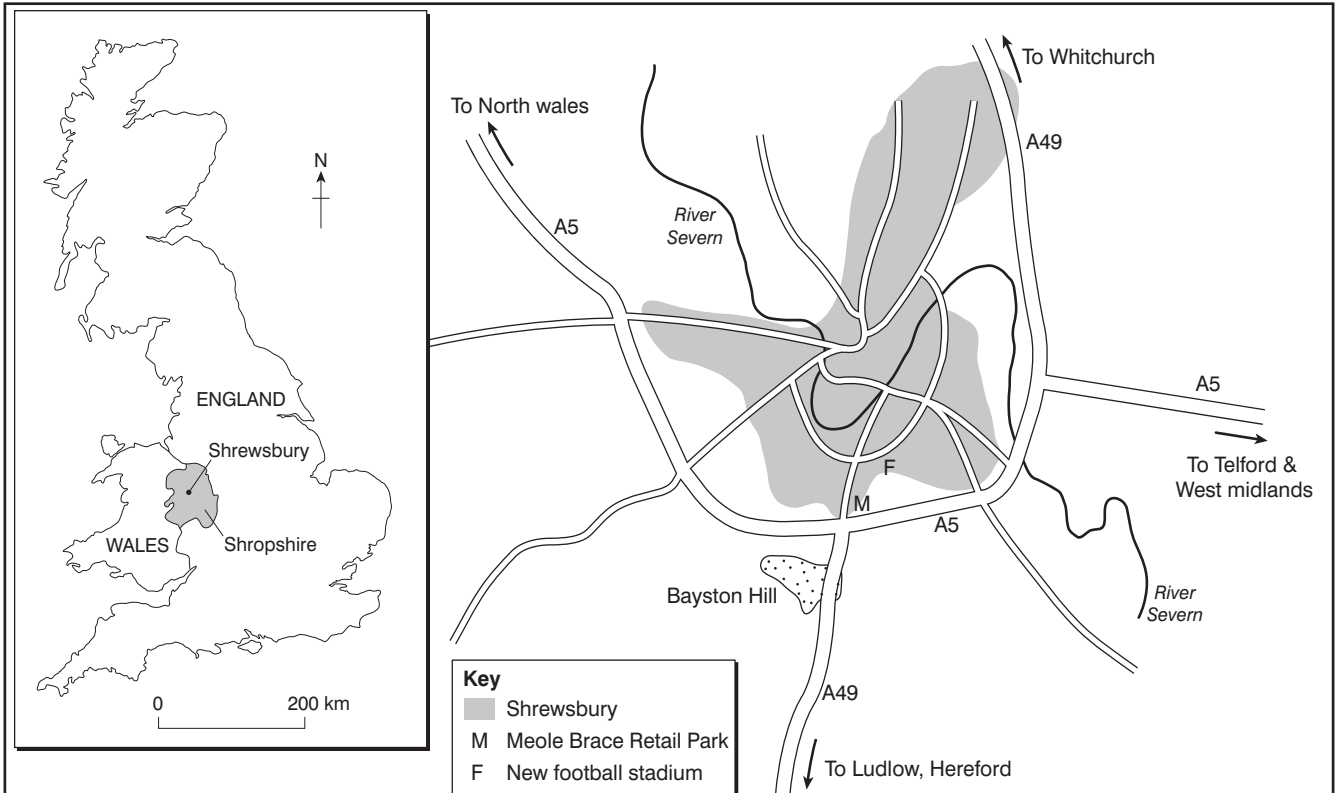 N
ENGLAND
Shrewsbury
WALES
Shropshire
0 200 km
To Whitchurch
To North wales
A49
River
Severn
A5
A5
To Telford &
West midlands
F
M
A5
Bayston Hill
River
Severn
A49
To Ludlow, Hereford
Key
Shrewsbury
M Meole Brace Retail Park
F New football stadium